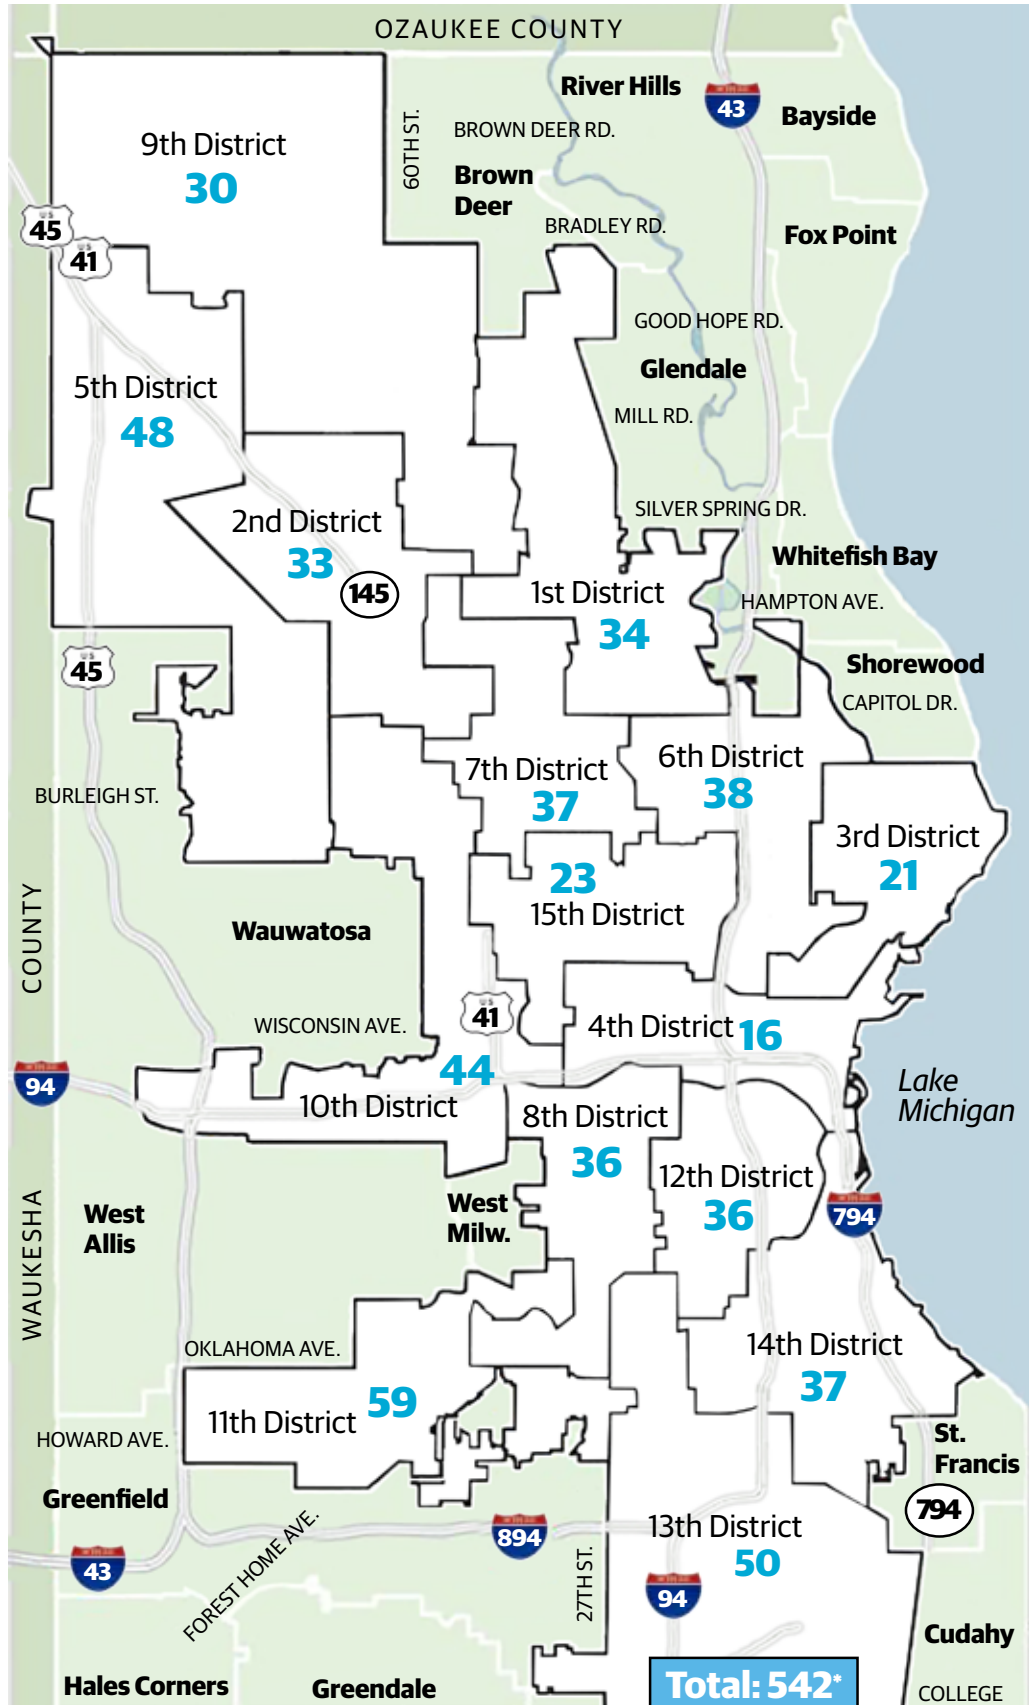 OZAUKEE COUNTY
River Hills
43
Bayside
9th District
30
60TH ST.
BROWN DEER RD.
Brown
Deer
BRADLEY RD.
Fox Point
US
45
US
41
GOOD HOPE RD.
Glendale
5th District
48
MILL RD.
2nd District
33
145
SILVER SPRING DR.
Whitefish Bay
1st District
34
HAMPTON AVE.
US
45
Shorewood
CAPITOL DR.
7th District
37
6th District
38
BURLEIGH ST.
3rd District
21
23
15th District
COUNTY
Wauwatosa
US
41
WISCONSIN AVE.
4th District 16
94
44
10th District
Lake
Michigan
8th District
36
12th District
36
West
Allis
West
Milw.
794
WAUKESHA
OKLAHOMA AVE.
14th District
37
11th District 59
HOWARD AVE.
St.
Francis
Greenfield
794
894
13th District
50
43
FOREST HOME AVE.
27TH ST.
94
Cudahy
Hales Corners
Greendale
Total: 542*
COLLEGE